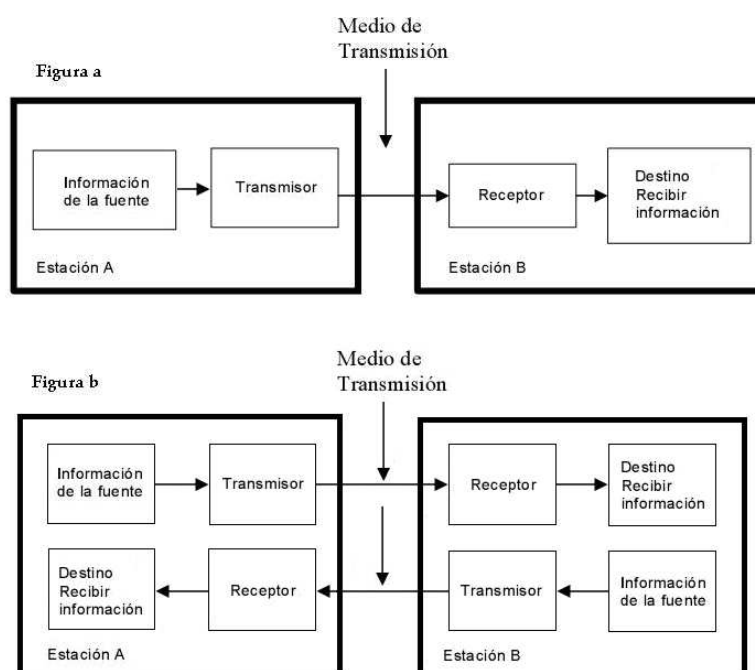 Medio de
Transmisión
Figura a
Información
de la fuente
Transmisor
Estación A
Receptor
Destino
Recibir
información
Estación B
Medio de
Transmisión
Figura b
Información
de la fuente
Transmisor
Receptor
Destino
Recibir
información
Destino
Recibir
información
Receptor
Transmisor
Información
de la fuente
Estación A
Estación B